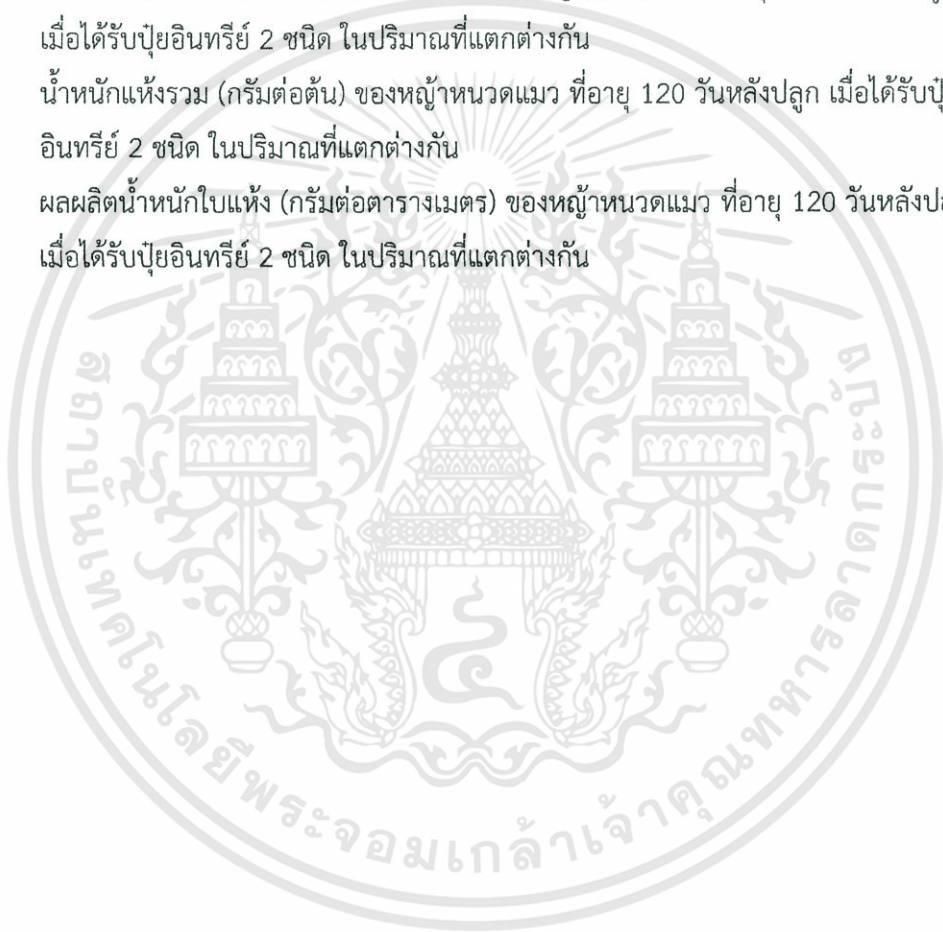 เมื่อได้รับปุ๋ยอินทรีย์ 2 ชนิด ในปริมาณที่แตกต่างกัน
น้ำหนักแห้งรวม (กรัมต่อต้น) ของหญ้าหนวดแมว ที่อายุ 120 วันหลังปลูก เมื่อได้รับปุ๋
อินทรีย์ 2 ชนิด ในปริมาณที่แตกต่างกัน
ผลผลิตน้ำหนักใบแห้ง (กรัมต่อตารางเมตร) ของหญ้าหนวดแมว ที่อายุ 120 วันหลังป
เมื่อได้รับปุ๋ยอินทรีย์ 2 ชนิด ในปริมาณที่แตกต่างกัน
สถาบันเทคโนโลยีพระจอมเกล้าเจ้าคุณทหารลาดกระบัง